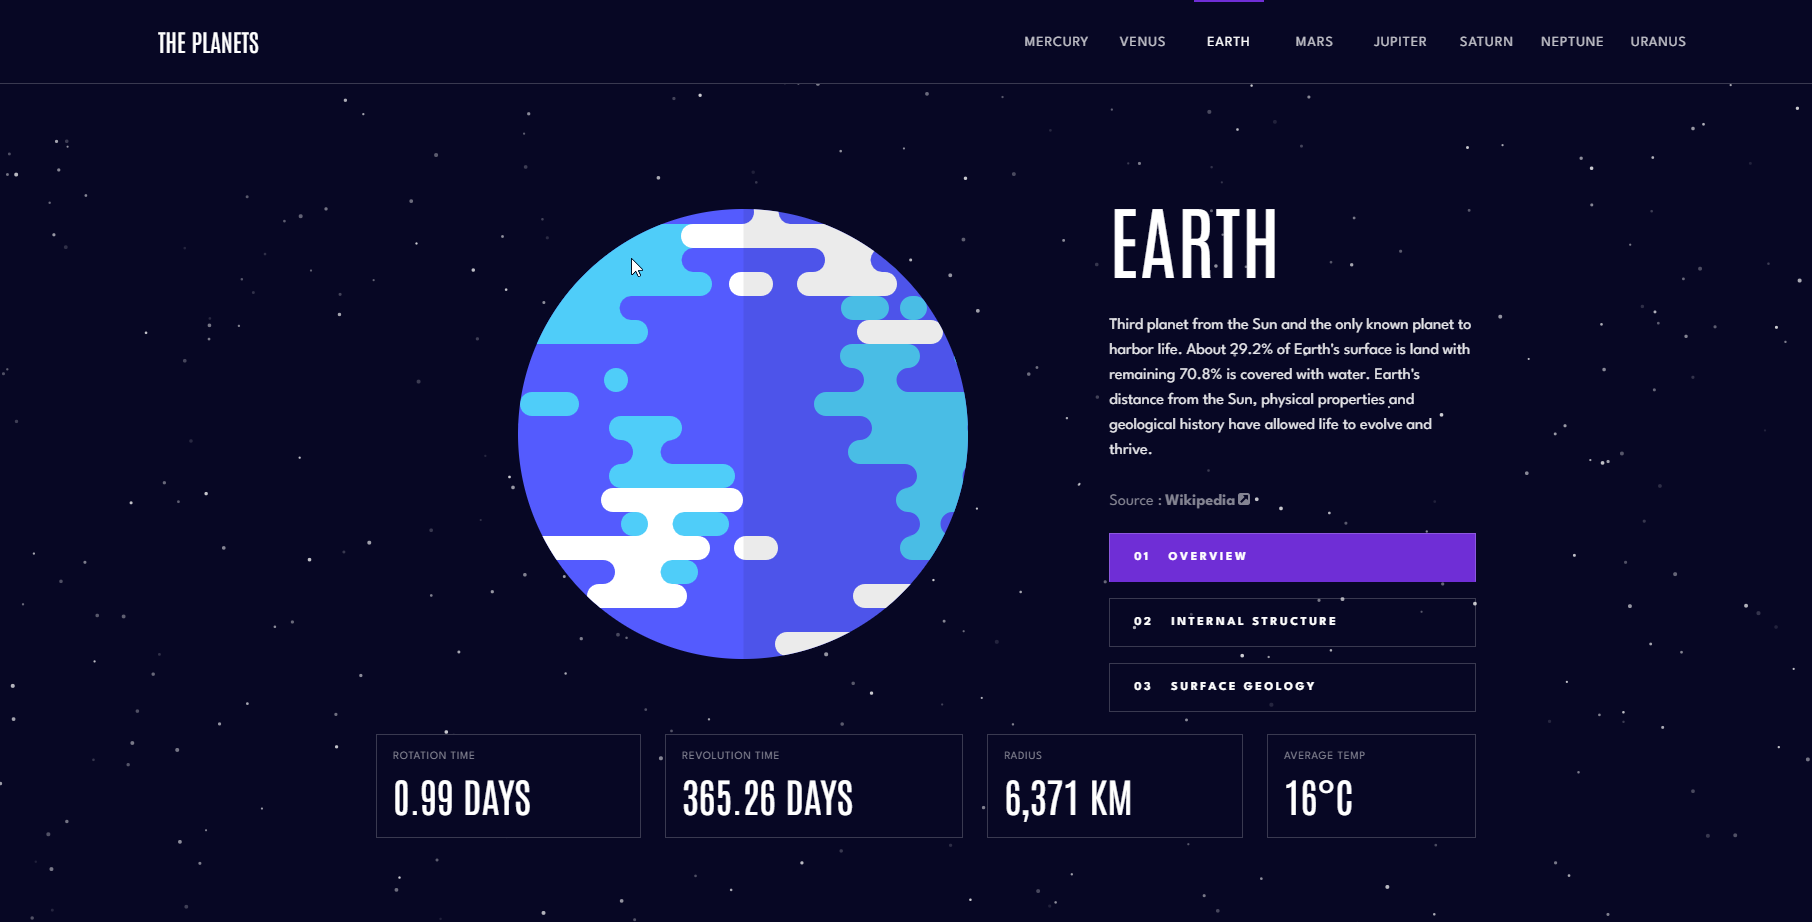 THE PLANETS
MERCURY VENUS EARTH MARS JUPITER SATURN NEPTUNE URANUS
EARTH
Third planet from the Sun and the only known planet to
harbor life. About 29.2% of Earth's surface is land with
remaining 70.8% is covered with water. Earth's
distance from the Sun, physical properties and
geological history have allowed life to evolve and
thrive.
Source : Wikipedia
01 OVERVIEW
02 INTERNAL STRUCTURE
03 SURFACE GEOLOGY
ROTATION TIME
0.99 DAYS
REVOLUTION TIME
365.26 DAYS
RADIUS
6,371 KM
AVERAGE TEMP
16°C